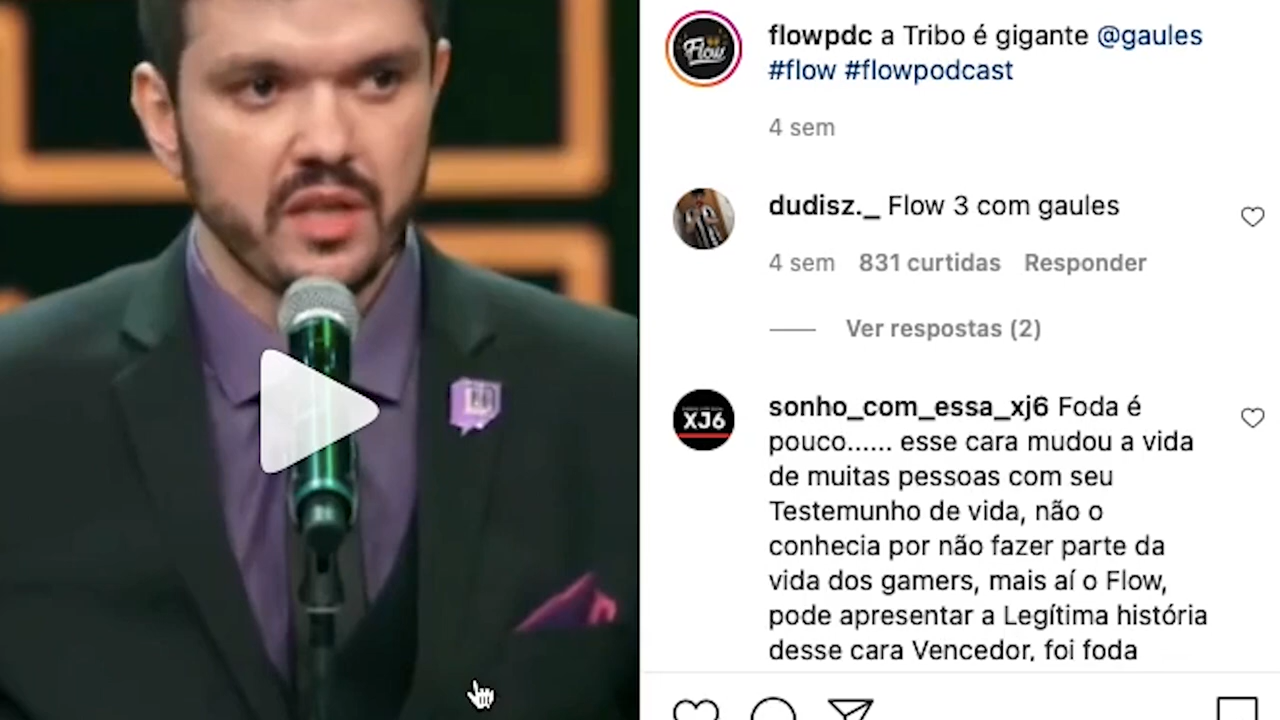 flowpdc a Tribo é gigante @gaules
#flow #flowpodcast
4 sem
dudisz._ Flow 3 com gaules
4 sem 831 curtidas Responder
Ver respostas (2)
sonho_com_essa_xj6 Foda é
pouco...... esse cara mudou a vida
de muitas pessoas com seu
Testemunho de vida, não o
conhecia por não fazer parte da
vida dos gamers, mais aí o Flow,
pode apresentar a Legítima história
desse cara Vencedor, foi foda
Flow
XJ6